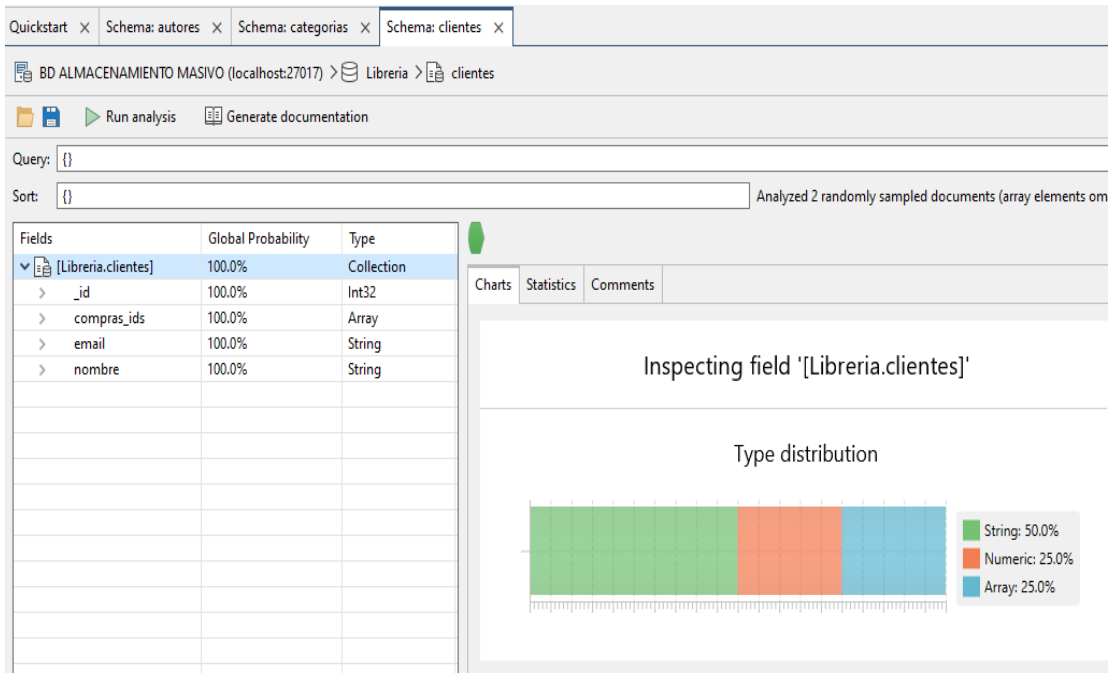 Quickstart × Schema: autores × Schema: categorias × Schema: clientes ×
BD ALMACENAMIENTO MASIVO (localhost:27017) > Libreria > clientes
Run analysis Generate documentation
Query: {}
Sort: {} Analyzed 2 randomly sampled documents (array elements om
Fields Global Probability Type
[Libreria.clientes] 100.0% Collection
_id 100.0% Int32
compras_ids 100.0% Array
email 100.0% String
nombre 100.0% String
Charts Statistics Comments
Inspecting field '[Libreria.clientes]'
Type distribution
String: 50.0%
Numeric: 25.0%
Array: 25.0%